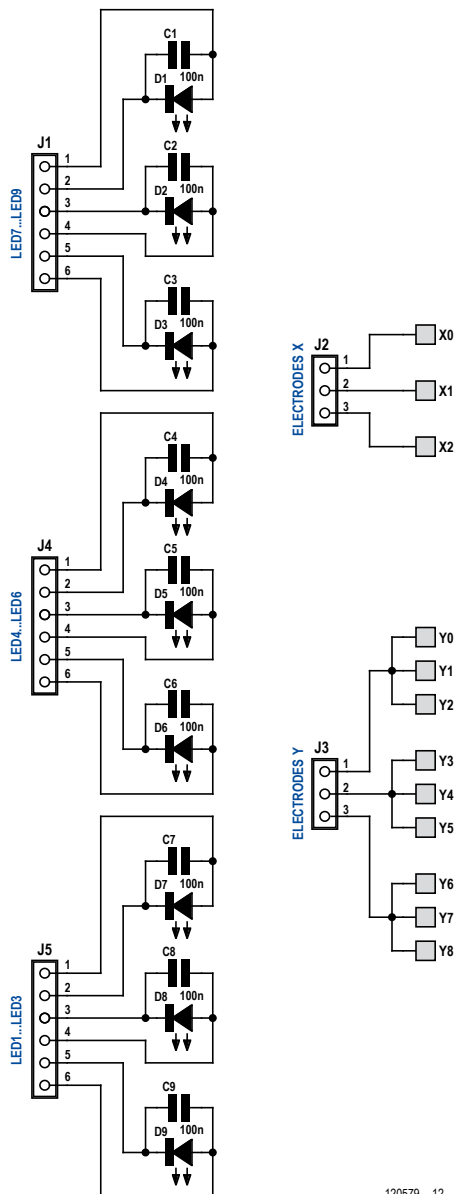 C1
100n
D1
J1
LED7...LED9
1
2
3
4
5
6
C2
100n
D2
C3
100n
D3
J2
ELECTRODES X
1
2
3
X0
X1
X2
C4
100n
D4
J4
LED4...LED6
1
2
3
4
5
6
C5
100n
D5
C6
100n
D6
J3
ELECTRODES Y
1
2
3
Y0
Y1
Y2
Y3
Y4
Y5
Y6
Y7
Y8
C7
100n
D7
J5
LED1...LED3
1
2
3
4
5
6
C8
100n
D8
C9
100n
D9
120579 - 12